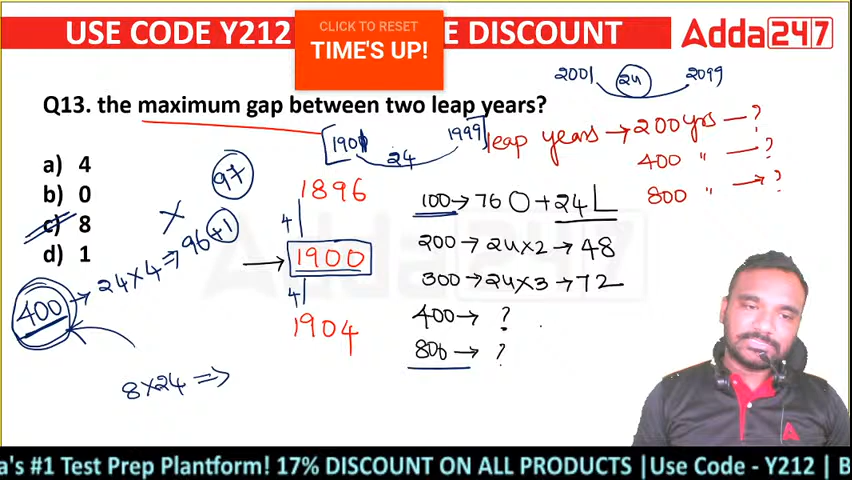 USE CODE Y212
E DISCOUNT
CLICK TO RESET
TIME'S UP!
Adda247
2001 24 2099
Q13. the maximum gap between two leap years?
1901 24 1999
leap years → 200 yrs — ?
400 " → ?
800 " → ?
a) 4
b) 0
c) 8
d) 1
97
1896
4
1900
4
1904
400 → 24×4 ⇒ 96+1
8×24 ⇒
100 → 76 O + 24 L
200 → 24×2 → 48
300 → 24×3 → 72
400 → ?
800 → ?
Adda247
a's #1 Test Prep Plantform! 17% DISCOUNT ON ALL PRODUCTS |Use Code - Y212 | B